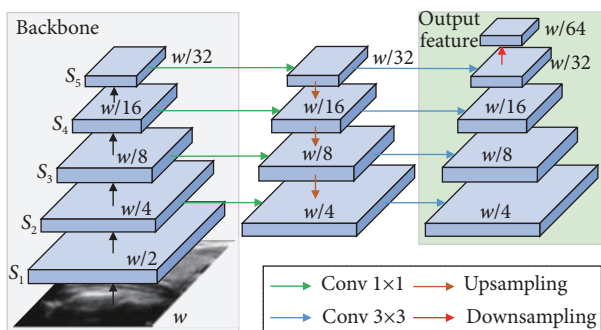 Backbone
Output
feature
w/64
w/32
w/32
w/32
S5
w/16
w/16
w/16
S4
w/8
w/8
w/8
S3
w/4
w/4
w/4
S2
w/2
S1
w
Conv 1×1
Upsampling
Conv 3×3
Downsampling